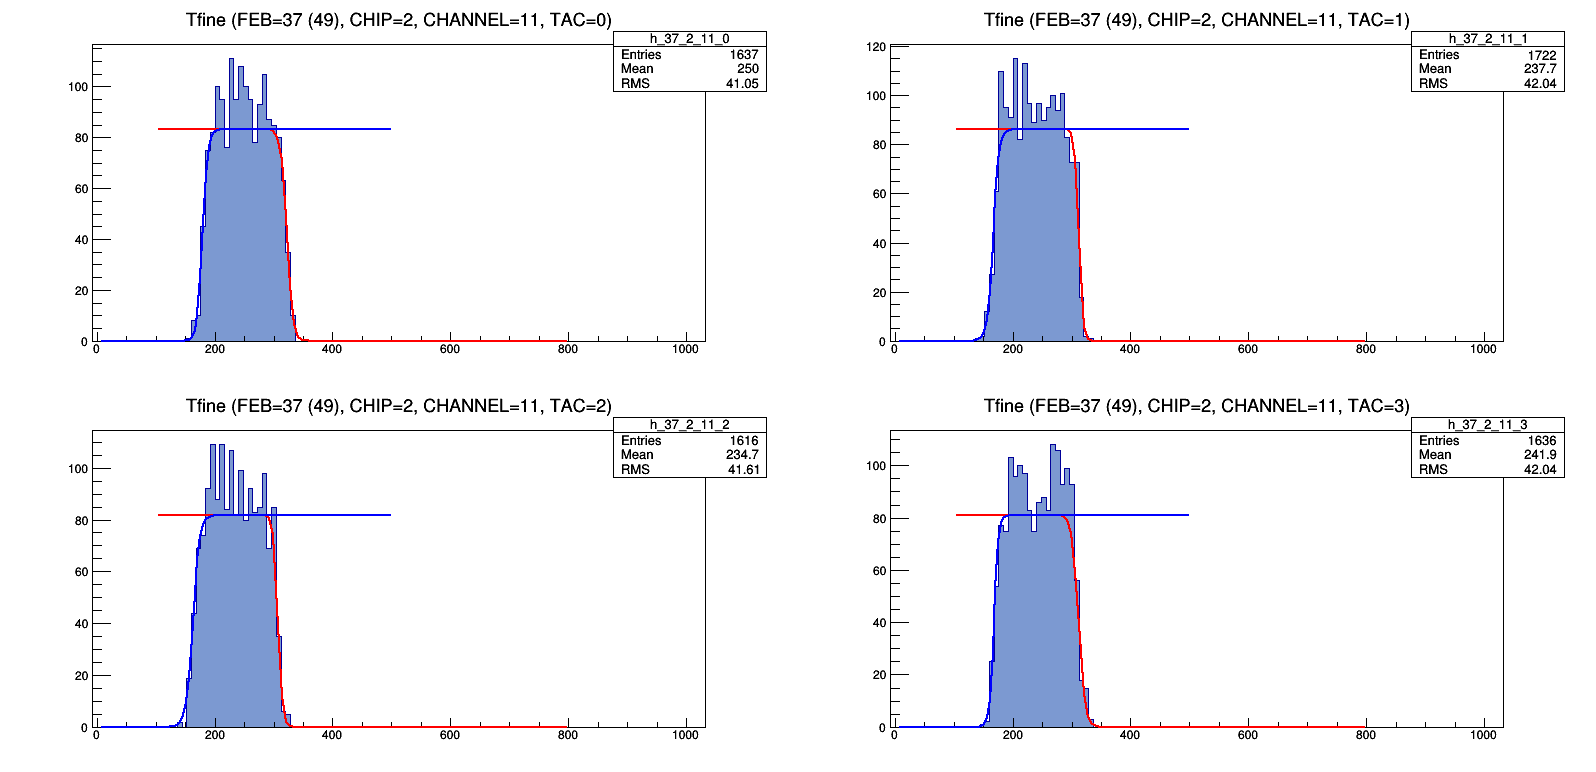 Tfine (FEB=37 (49), CHIP=2, CHANNEL=11, TAC=0)
h_37_2_11_0
Entries 1637
Mean 250
RMS 41.05
100
80
60
40
20
0
0 200 400 600 800 1000
Tfine (FEB=37 (49), CHIP=2, CHANNEL=11, TAC=1)
h_37_2_11_1
Entries 1722
Mean 237.7
RMS 42.04
120
100
80
60
40
20
0
0 200 400 600 800 1000
Tfine (FEB=37 (49), CHIP=2, CHANNEL=11, TAC=2)
h_37_2_11_2
Entries 1616
Mean 234.7
RMS 41.61
100
80
60
40
20
0
0 200 400 600 800 1000
Tfine (FEB=37 (49), CHIP=2, CHANNEL=11, TAC=3)
h_37_2_11_3
Entries 1636
Mean 241.9
RMS 42.04
100
80
60
40
20
0
0 200 400 600 800 1000